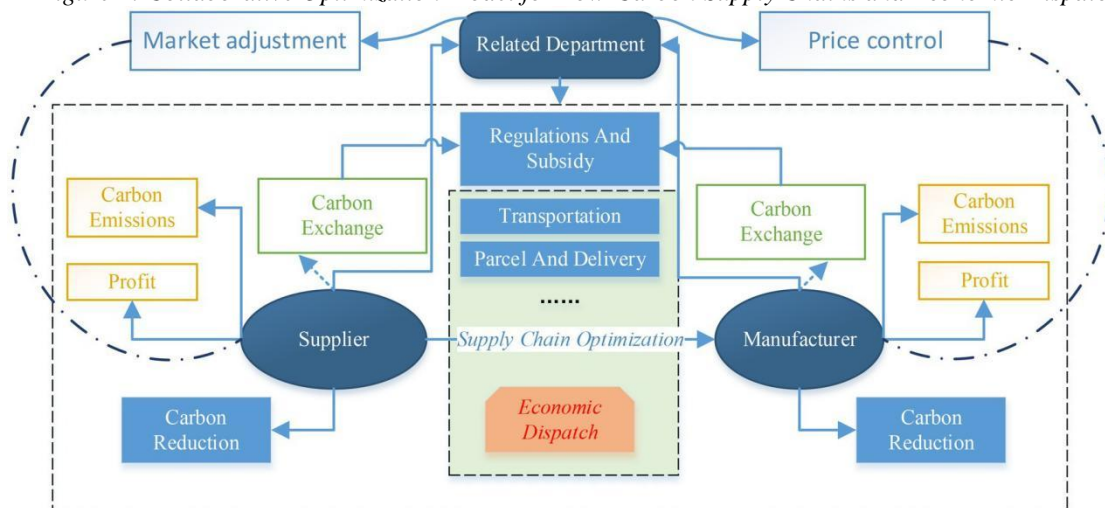 Market adjustment
Related Department
Price control
Regulations And
Subsidy
Carbon
Emissions
Carbon
Exchange
Transportation
Carbon
Exchange
Carbon
Emissions
Parcel And Delivery
Profit
Profit
......
Supplier
Supply Chain Optimization
Manufacturer
Carbon
Reduction
Economic
Dispatch
Carbon
Reduction